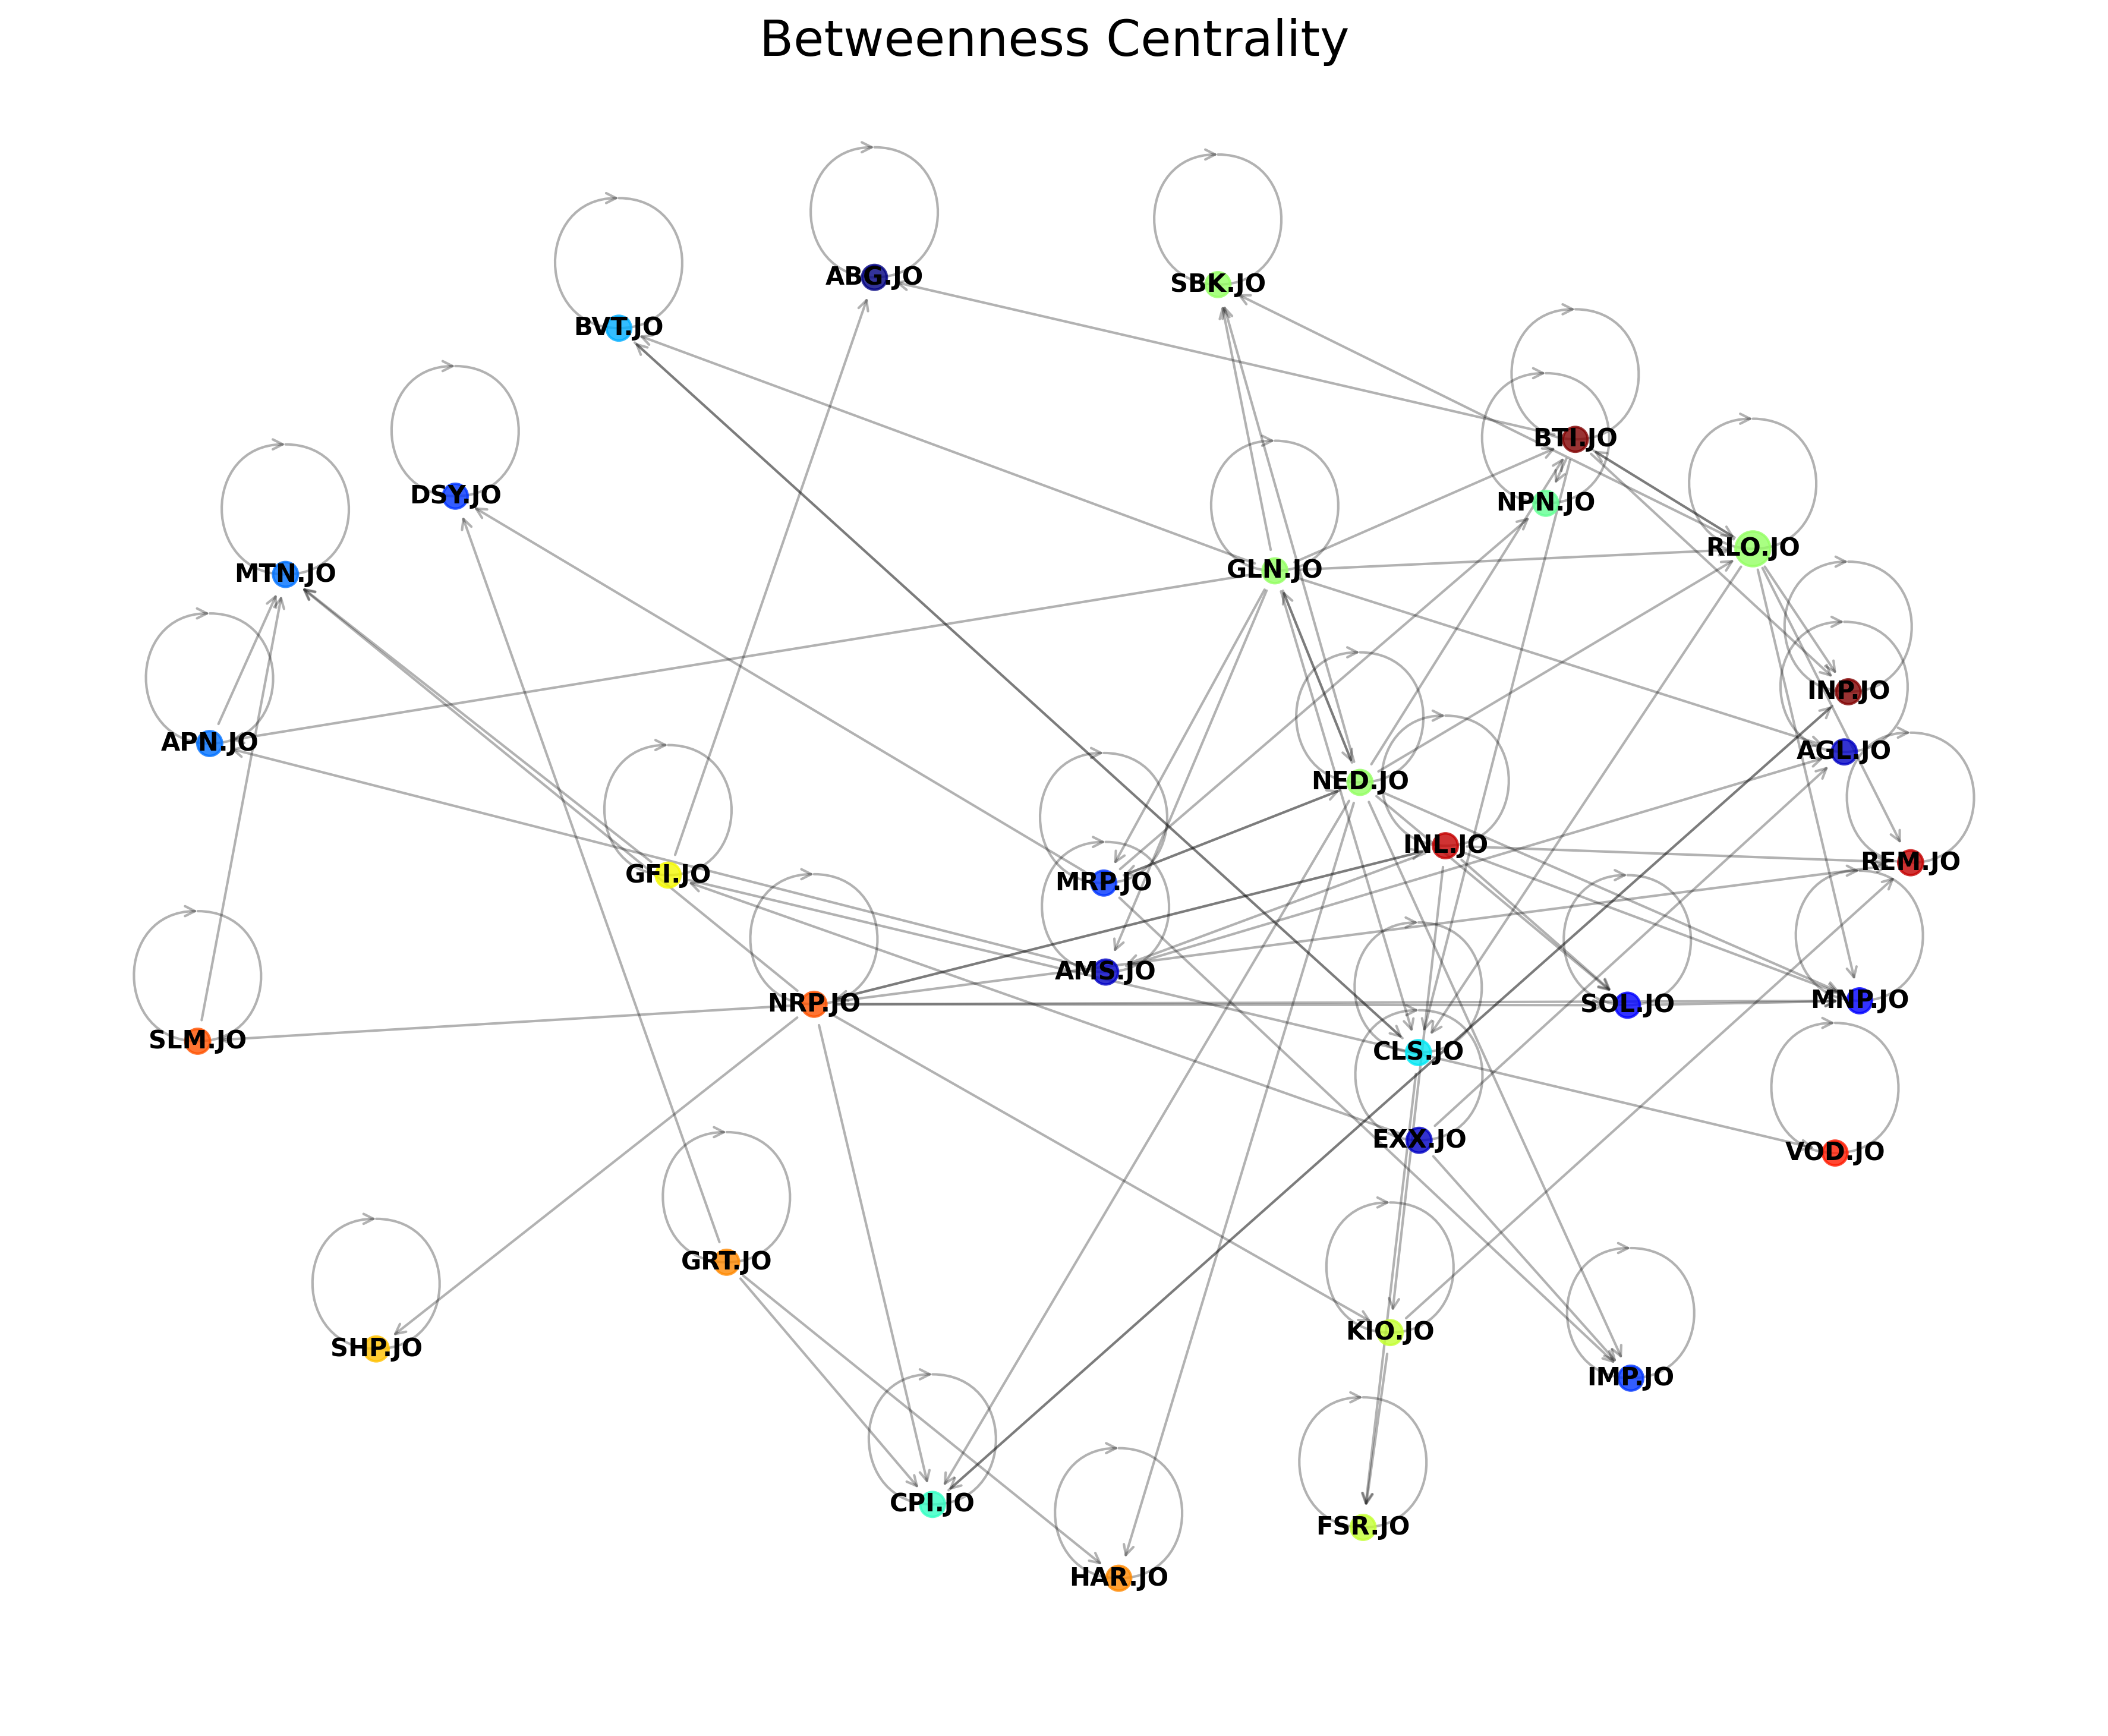 Betweenness Centrality
ABG.JO
SBK.JO
BVT.JO
BTI.JO
DSY.JO
NPN.JO
RLO.JO
GLN.JO
MTN.JO
INP.JO
APN.JO
AGL.JO
NED.JO
INL.JO
REM.JO
GFI.JO
MRP.JO
AMS.JO
NRP.JO
SOL.JO
MNP.JO
SLM.JO
CLS.JO
EXX.JO
VOD.JO
GRT.JO
KIO.JO
SHP.JO
IMP.JO
CPI.JO
FSR.JO
HAR.JO